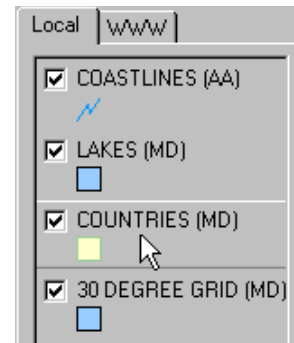 Local WWW
COASTLINES (AA)
LAKES (MD)
COUNTRIES (MD)
30 DEGREE GRID (MD)